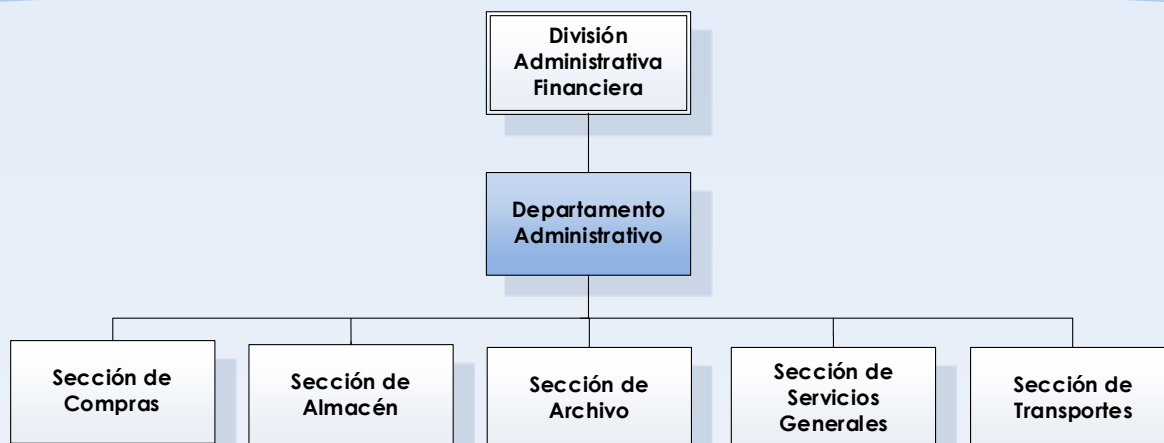 División
Administrativa
Financiera
Departamento
Administrativo
Sección de
Compras
Sección de
Almacén
Sección de
Archivo
Sección de
Servicios
Generales
Sección de
Transportes